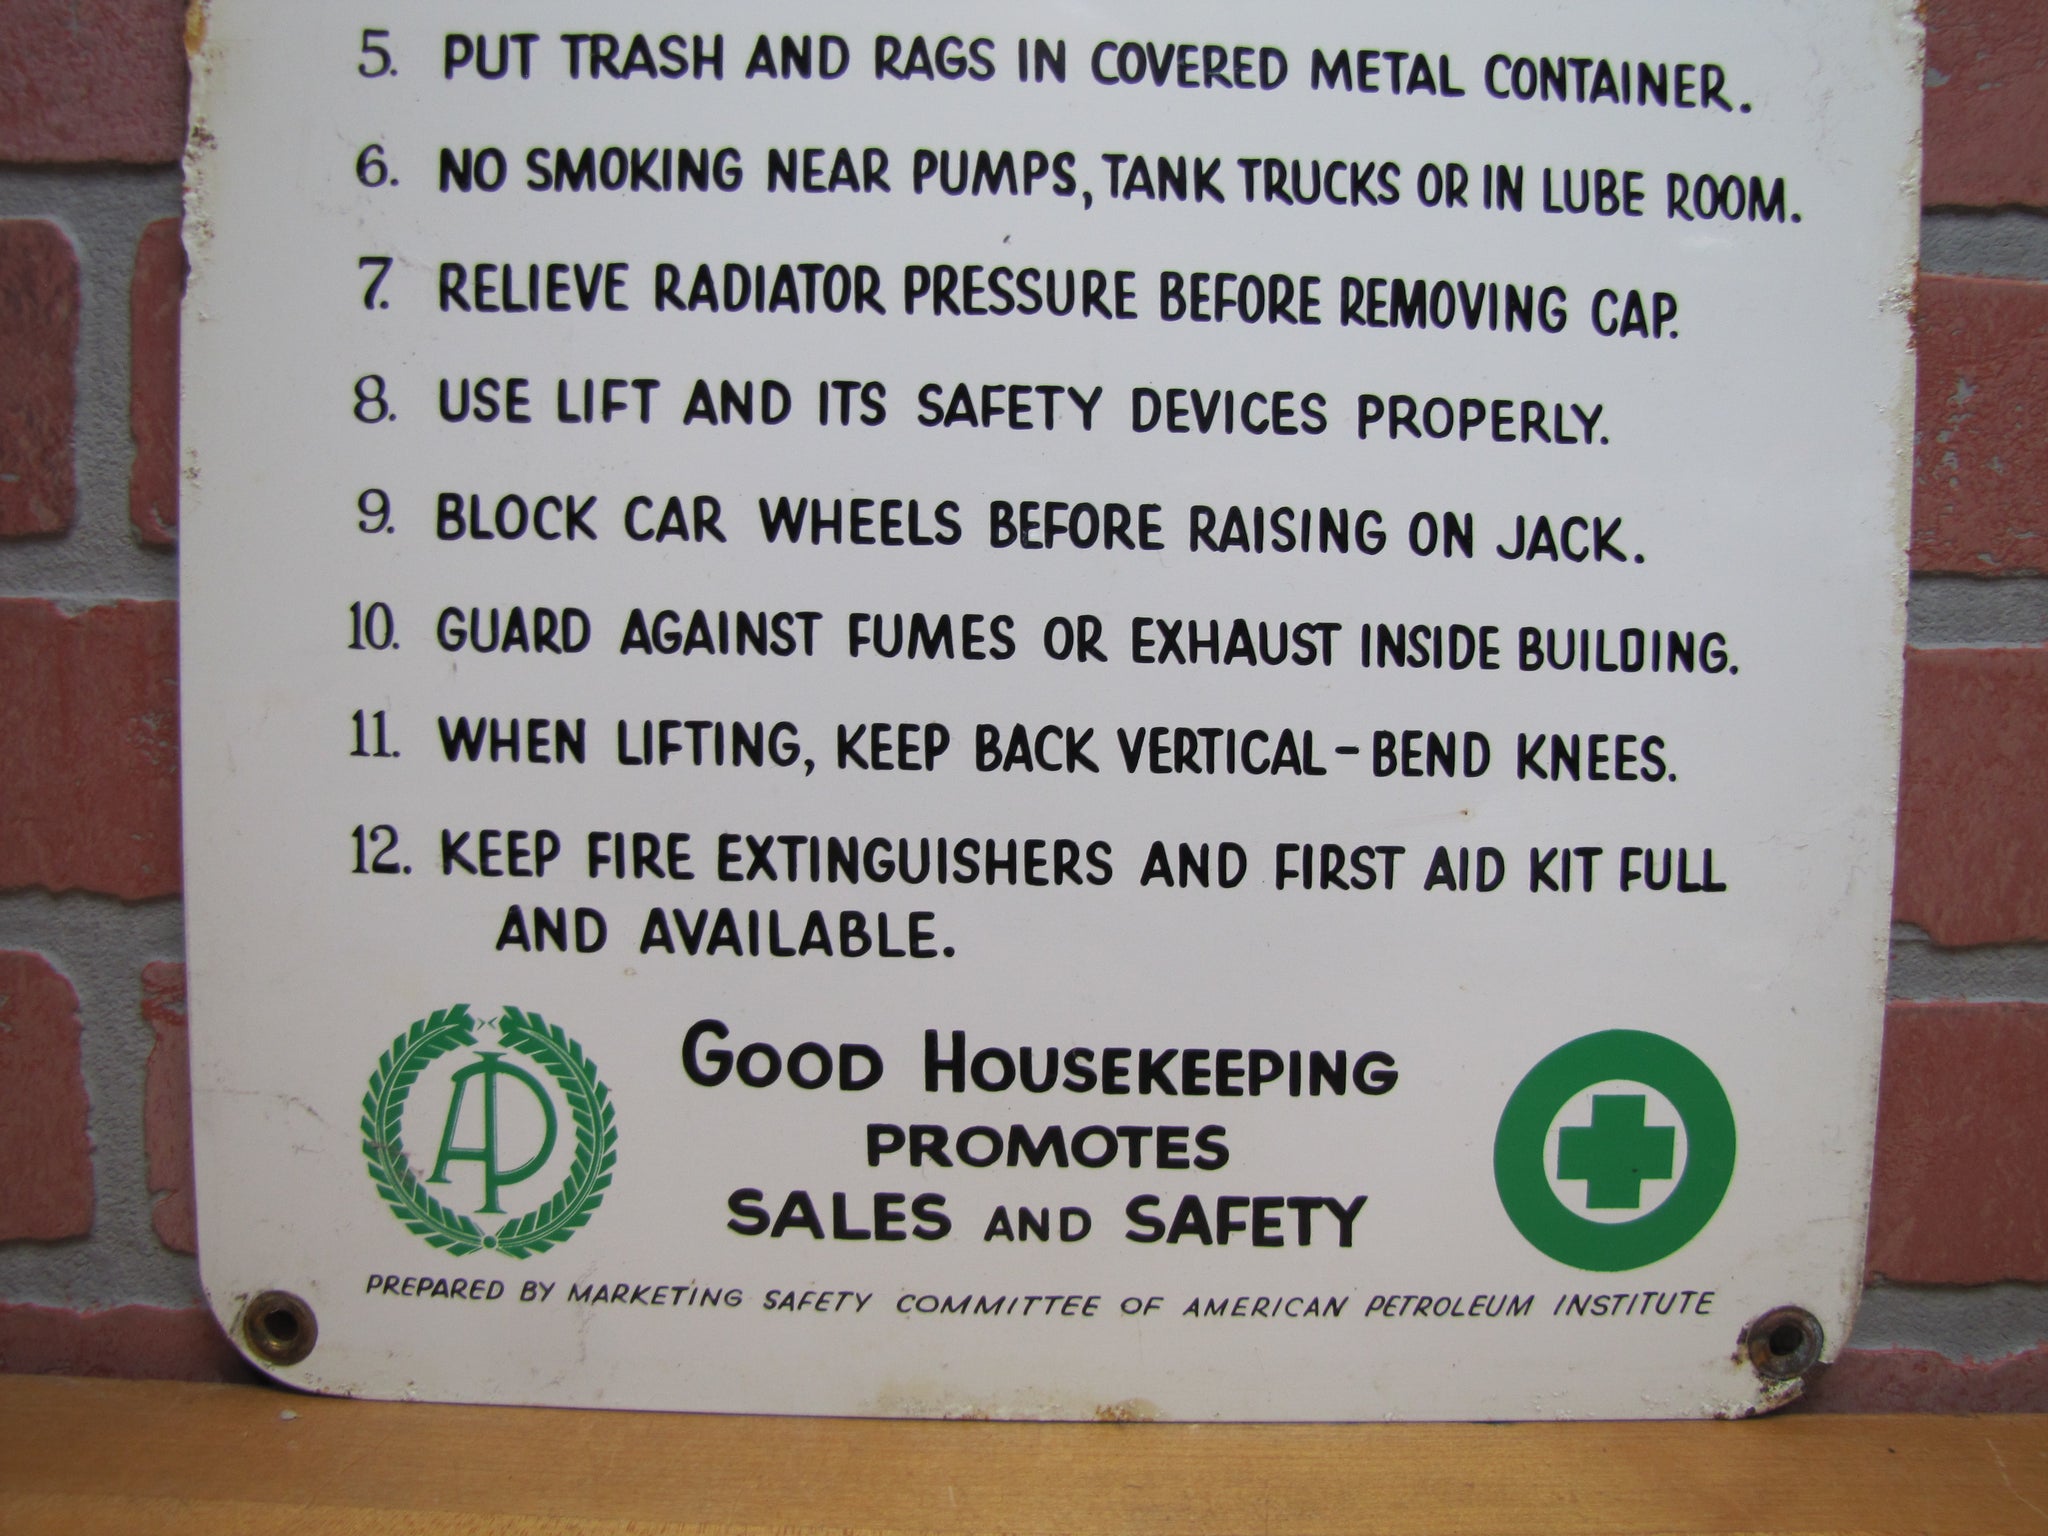 5. PUT TRASH AND RAGS IN COVERED METAL CONTAINER.
6. NO SMOKING NEAR PUMPS, TANK TRUCKS OR IN LUBE ROOM.
7. RELIEVE RADIATOR PRESSURE BEFORE REMOVING CAP.
8. USE LIFT AND ITS SAFETY DEVICES PROPERLY.
9. BLOCK CAR WHEELS BEFORE RAISING ON JACK.
10. GUARD AGAINST FUMES OR EXHAUST INSIDE BUILDING.
11. WHEN LIFTING, KEEP BACK VERTICAL – BEND KNEES.
12. KEEP FIRE EXTINGUISHERS AND FIRST AID KIT FULL
AND AVAILABLE.
API
GOOD HOUSEKEEPING
PROMOTES
SALES AND SAFETY
PREPARED BY MARKETING SAFETY COMMITTEE OF AMERICAN PETROLEUM INSTITUTE